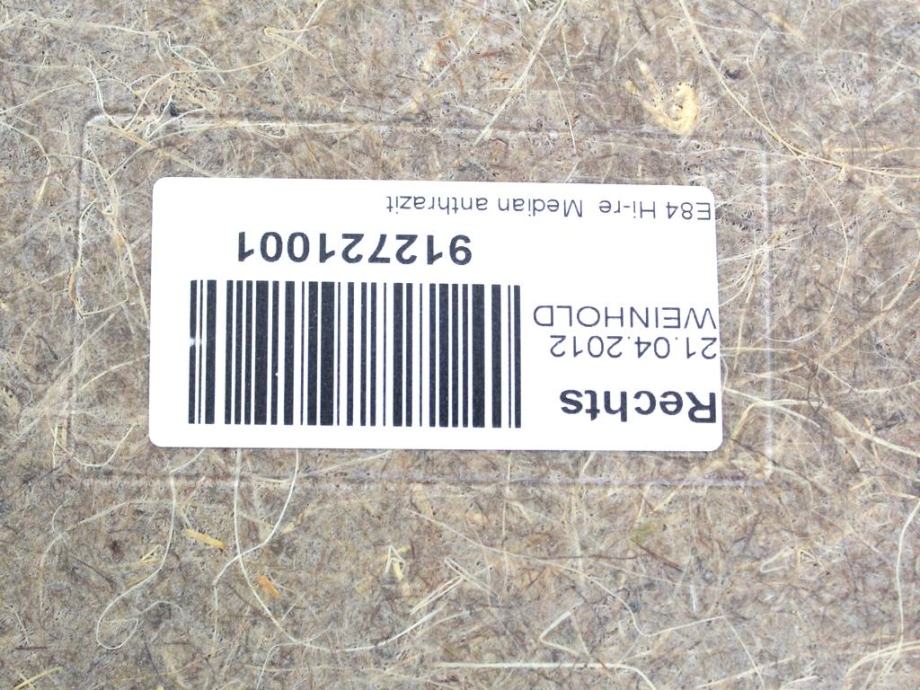 Rechts
21.04.2012
WEINHOLD
912721001
E84 Hi-re Median anthrazit